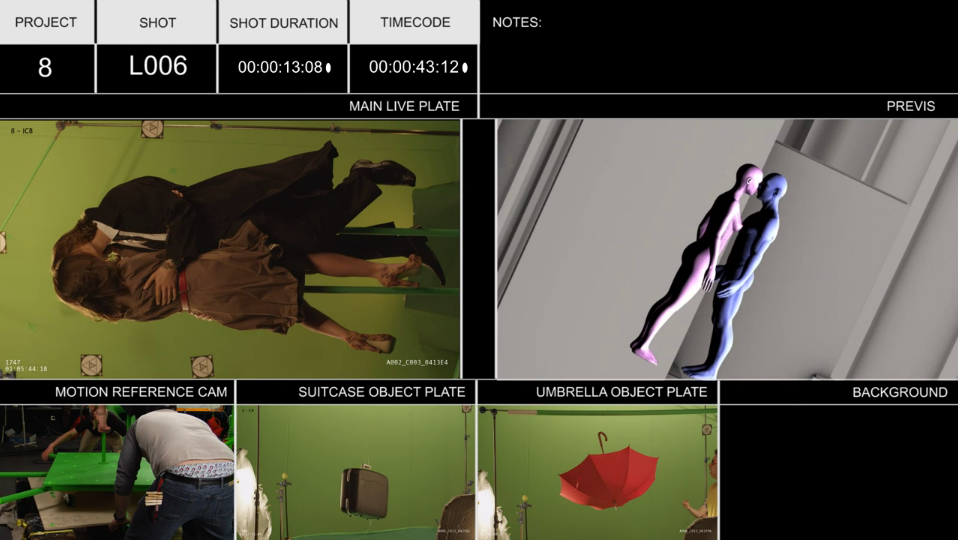 PROJECT
SHOT
SHOT DURATION
TIMECODE
NOTES:
8
L006
00:00:13:08
00:00:43:12
MAIN LIVE PLATE
PREVIS
8 - ICB
1747
01:05:44:18
A002_C003_0413E4
MOTION REFERENCE CAM
SUITCASE OBJECT PLATE
UMBRELLA OBJECT PLATE
BACKGROUND